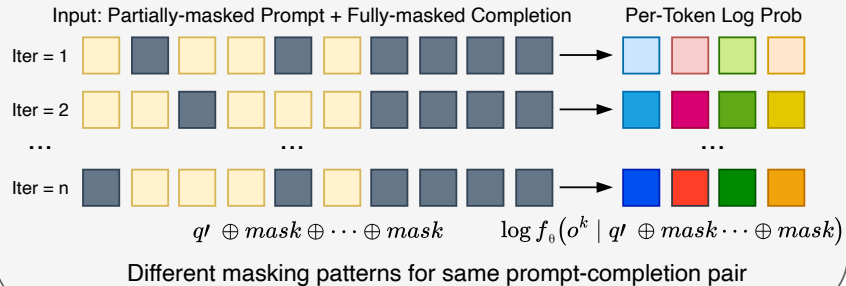 Input: Partially-masked Prompt + Fully-masked Completion Per-Token Log Prob
Iter = 1
Iter = 2
... ... ...
Iter = n
q′ ⊕ mask ⊕ ⋯ ⊕ mask log f_θ(o^k | q′ ⊕ mask ⋯ ⊕ mask)
Different masking patterns for same prompt-completion pair